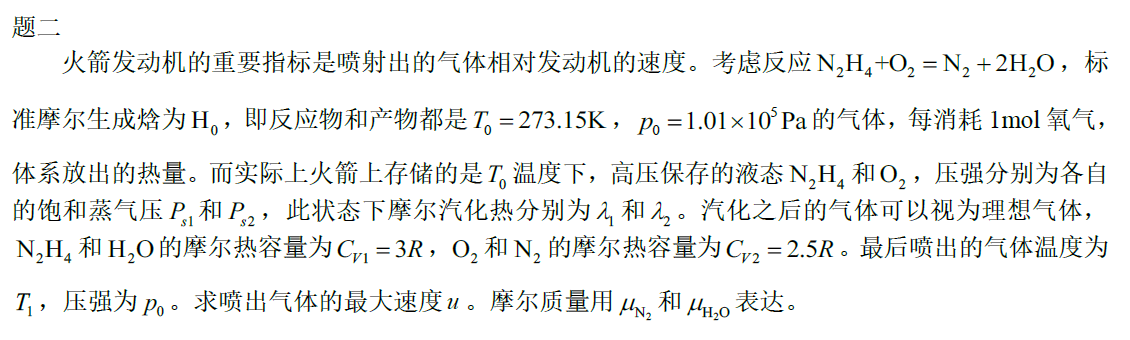 题二
火箭发动机的重要指标是喷射出的气体相对发动机的速度。考虑反应 N₂H₄+O₂ = N₂ + 2H₂O，标
准摩尔生成焓为 H₀，即反应物和产物都是 T₀ = 273.15K， p₀ = 1.01×10⁵ Pa 的气体，每消耗 1mol 氧气，
体系放出的热量。而实际上火箭上存储的是 T₀ 温度下，高压保存的液态 N₂H₄ 和 O₂，压强分别为各自
的饱和蒸气压 Pₛ₁ 和 Pₛ₂，此状态下摩尔汽化热分别为 λ₁ 和 λ₂。汽化之后的气体可以视为理想气体，
N₂H₄ 和 H₂O 的摩尔热容量为 C_{V1} = 3R，O₂ 和 N₂ 的摩尔热容量为 C_{V2} = 2.5R。最后喷出的气体温度为
T₁，压强为 p₀。求喷出气体的最大速度 u。摩尔质量用 μ_{N₂} 和 μ_{H₂O} 表达。